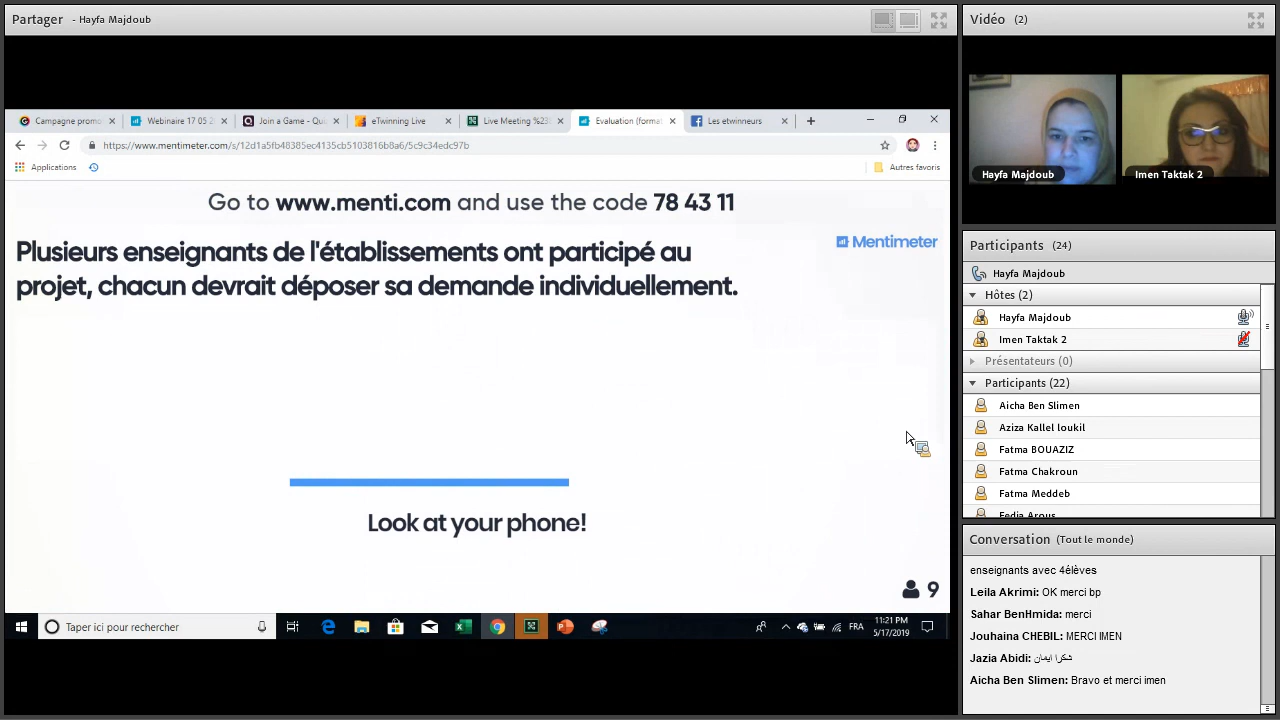 Partager - Hayfa Majdoub
Campagne promo
Webinaire 17 05 2
Join a Game - Qu
eTwinning Live
Live Meeting %23
Evaluation (format
Les etwinneurs
https://www.mentimeter.com/s/12d1a5fb48385ec4135cb5103816b8a6/5c9c34edc97b
Applications
Autres favoris
Go to www.menti.com and use the code 78 43 11
Plusieurs enseignants de l'établissements ont participé au
projet, chacun devrait déposer sa demande individuellement.
Mentimeter
Look at your phone!
9
Taper ici pour rechercher
FRA
11:21 PM
5/17/2019
Vidéo (2)
Hayfa Majdoub
Imen Taktak 2
Participants (24)
Hayfa Majdoub
Hôtes (2)
Hayfa Majdoub
Imen Taktak 2
Présentateurs (0)
Participants (22)
Aicha Ben Slimen
Aziza Kallel loukil
Fatma BOUAZIZ
Fatma Chakroun
Fatma Meddeb
Fedia Arous
Conversation (Tout le monde)
enseignants avec 4élèves
Leila Akrimi: OK merci bp
Sahar BenHmida: merci
Jouhaina CHEBIL: MERCI IMEN
Jazia Abidi: شكرا ايمان
Aicha Ben Slimen: Bravo et merci imen